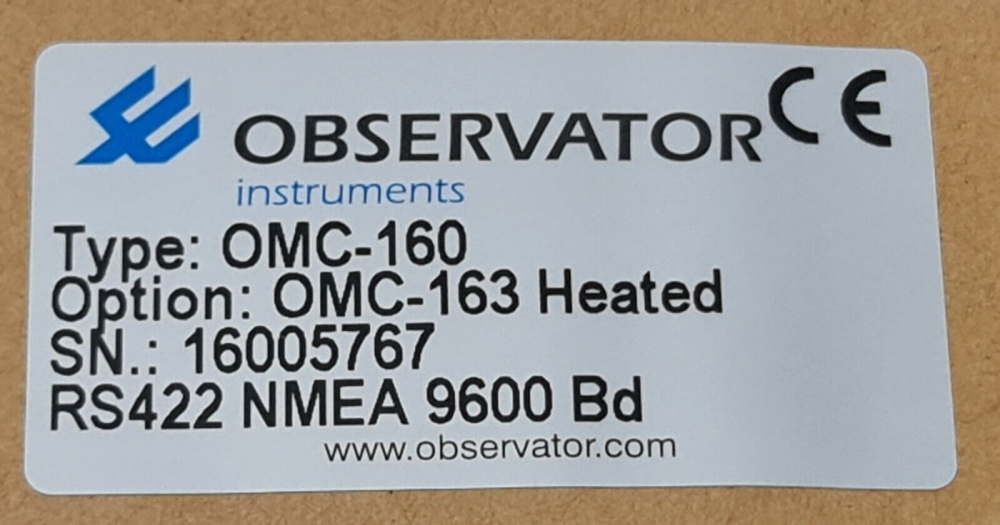 OBSERVATOR CE
instruments
Type: OMC-160
Option: OMC-163 Heated
SN.: 16005767
RS422 NMEA 9600 Bd
www.observator.com